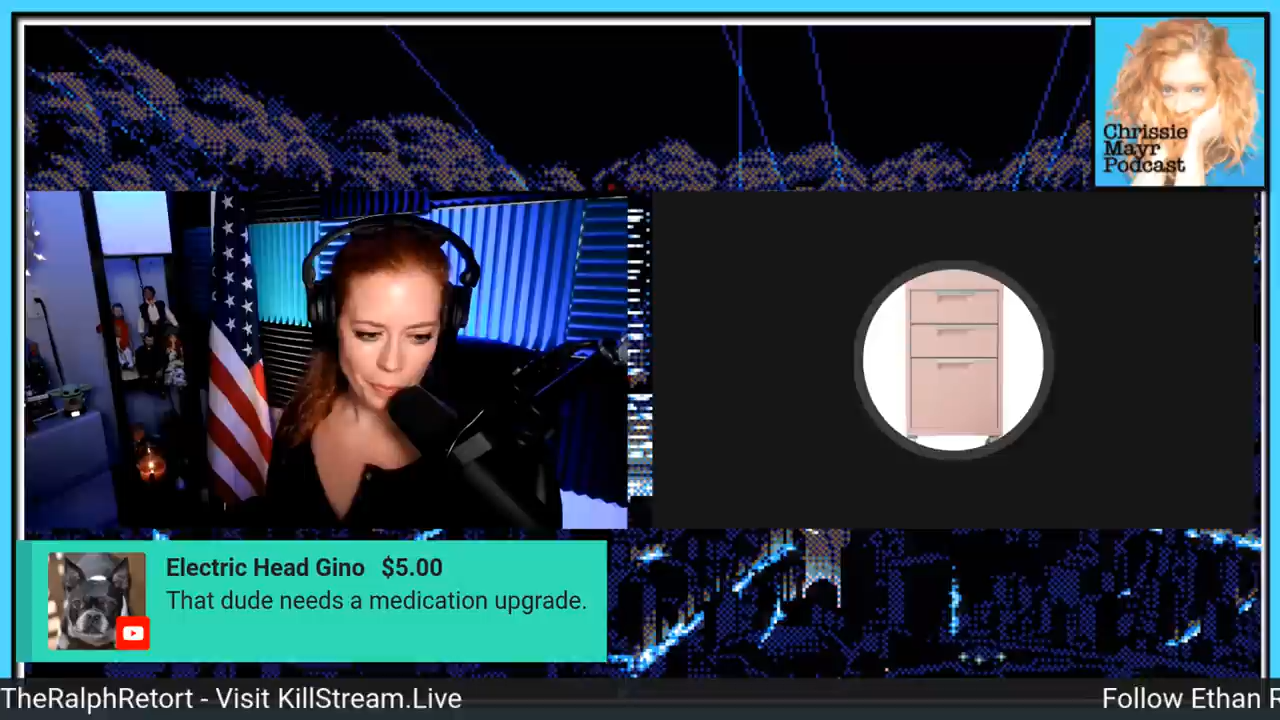 Chrissie
Mayr
Podcast
Electric Head Gino $5.00
That dude needs a medication upgrade.
TheRalphRetort - Visit KillStream.Live
Follow Ethan